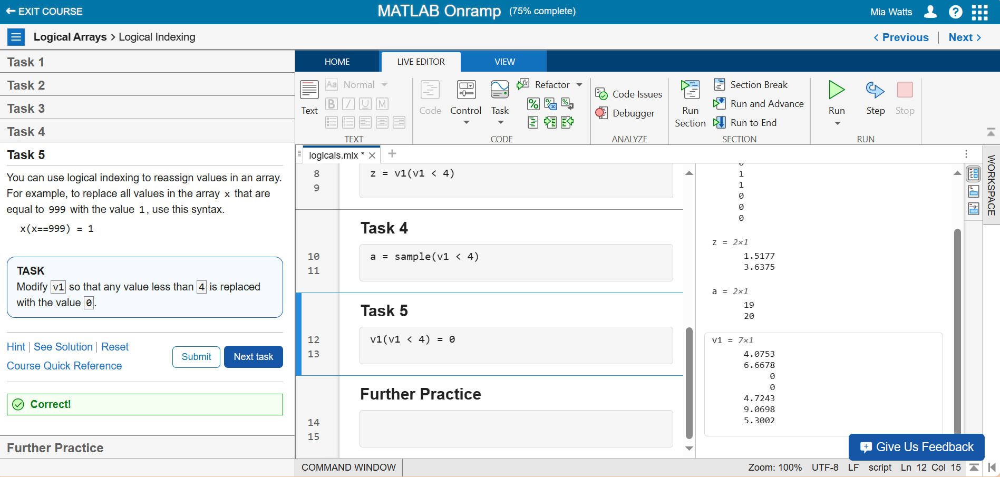 EXIT COURSE
MATLAB Onramp (75% complete)
Mia Watts
Logical Arrays > Logical Indexing
< Previous | Next >
Task 1
Task 2
Task 3
Task 4
Task 5
You can use logical indexing to reassign values in an array.
For example, to replace all values in the array x that are
equal to 999 with the value 1, use this syntax.
x(x==999) = 1
TASK
Modify v1 so that any value less than 4 is replaced
with the value 0.
Hint | See Solution | Reset
Course Quick Reference
Submit
Next task
Correct!
Further Practice
HOME
LIVE EDITOR
VIEW
Text
Aa Normal
B I U M
TEXT
Code
Control
Task
Refactor
CODE
Code Issues
Debugger
ANALYZE
Run
Section
Section Break
Run and Advance
Run to End
SECTION
Run
Step
Stop
RUN
logicals.mlx *
8 z = v1(v1 < 4)
9
Task 4
10 a = sample(v1 < 4)
11
Task 5
12 v1(v1 < 4) = 0
13
Further Practice
14
15
0
1
1
0
0
0
z = 2×1
1.5177
3.6375
a = 2×1
19
20
v1 = 7×1
4.0753
6.6678
0
0
4.7243
9.0698
5.3002
WORKSPACE
Give Us Feedback
COMMAND WINDOW
Zoom: 100% UTF-8 LF script Ln 12 Col 15